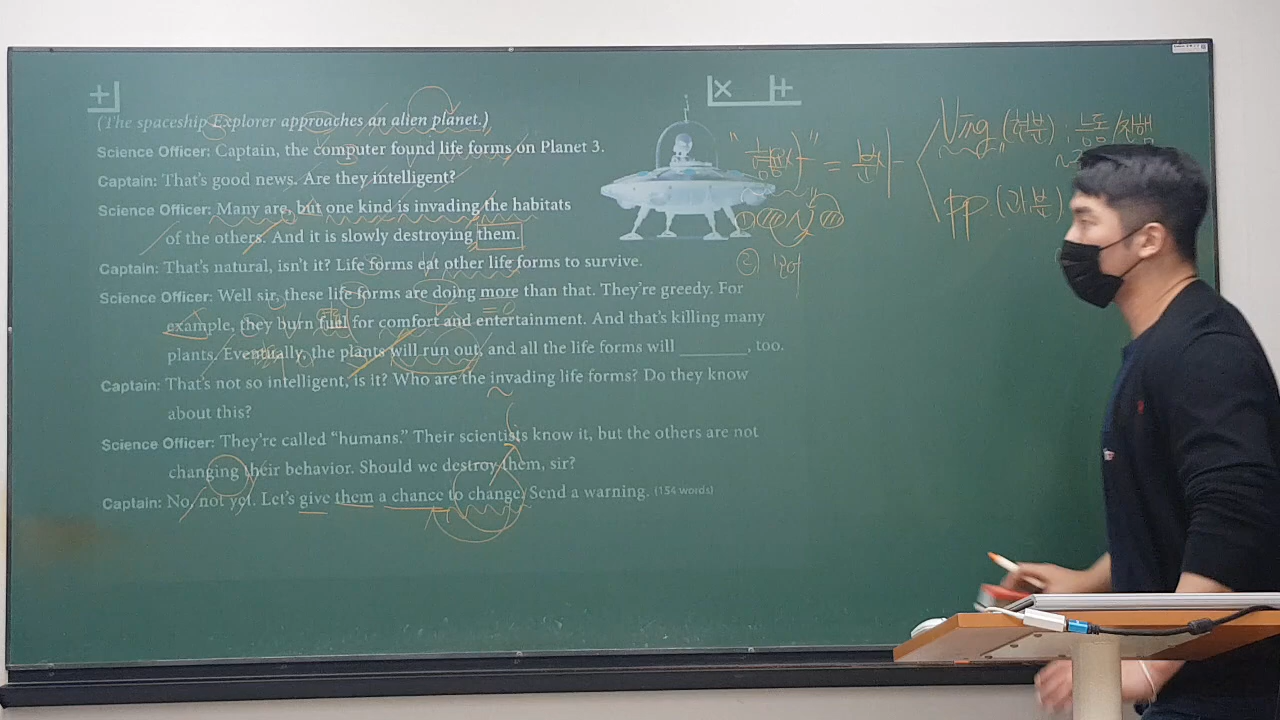 (The spaceship Explorer approaches an alien planet.)
Science Officer: Captain, the computer found life forms on Planet 3.
Captain: That's good news. Are they intelligent?
Science Officer: Many are, but one kind is invading the habitats
of the others. And it is slowly destroying them.
Captain: That's natural, isn't it? Life forms eat other life forms to survive.
Science Officer: Well sir, these life forms are doing more than that. They're greedy. For
example, they burn fuel for comfort and entertainment. And that's killing many
plants. Eventually, the plants will run out, and all the life forms will ________, too.
Captain: That's not so intelligent, is it? Who are the invading life forms? Do they know
about this?
Science Officer: They're called “humans.” Their scientists know it, but the others are not
changing their behavior. Should we destroy them, sir?
Captain: No, not yet. Let's give them a chance to change. Send a warning. (154 words)
"형용사" = 분사
Ving (현분) : 능동/진행
pp. (과분)
① 
②